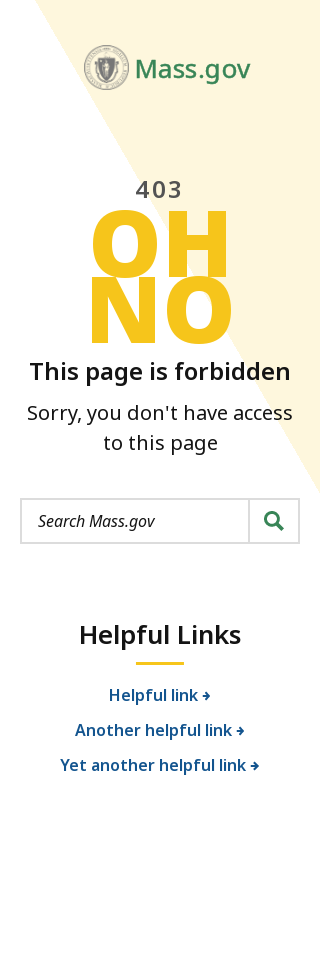 Mass.gov
403
OH
NO
This page is forbidden
Sorry, you don't have access
to this page
Search Mass.gov
Helpful Links
Helpful link
Another helpful link
Yet another helpful link